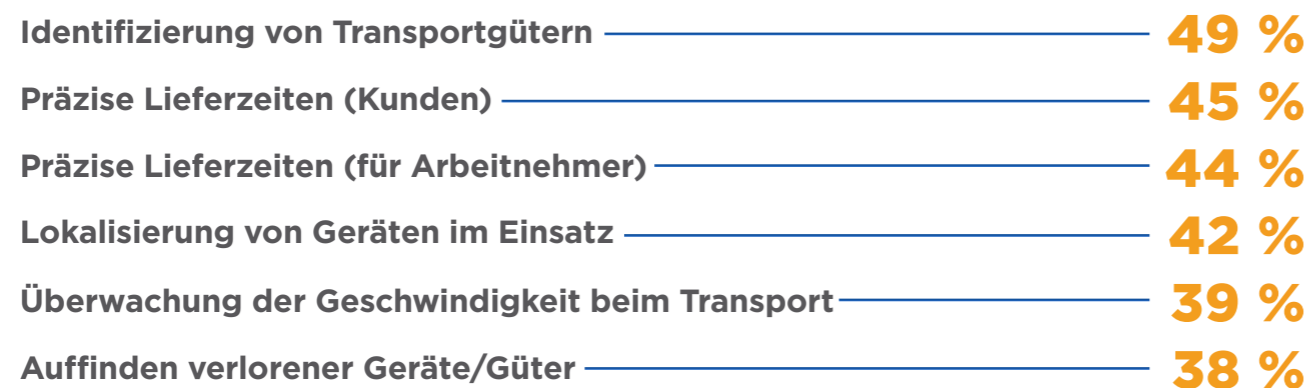 Identifizierung von Transportgütern 49 %
Präzise Lieferzeiten (Kunden) 45 %
Präzise Lieferzeiten (für Arbeitnehmer) 44 %
Lokalisierung von Geräten im Einsatz 42 %
Überwachung der Geschwindigkeit beim Transport 39 %
Auffinden verlorener Geräte/Güter 38 %